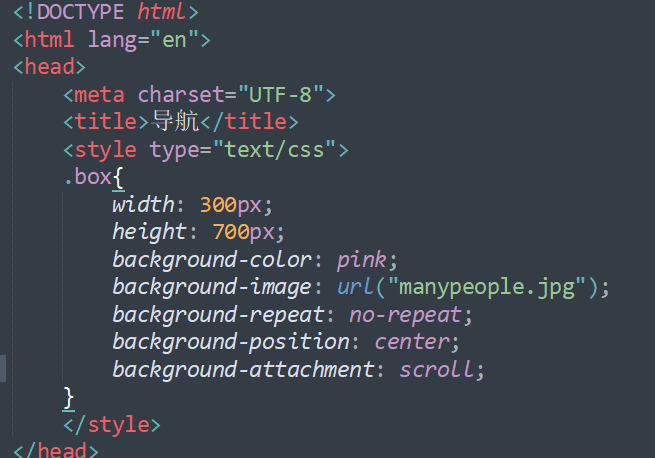 <!DOCTYPE html>
<html lang="en">
<head>
<meta charset="UTF-8">
<title>导航</title>
<style type="text/css">
.box{
width: 300px;
height: 700px;
background-color: pink;
background-image: url("manypeople.jpg");
background-repeat: no-repeat;
background-position: center;
background-attachment: scroll;
}
</style>
</head>